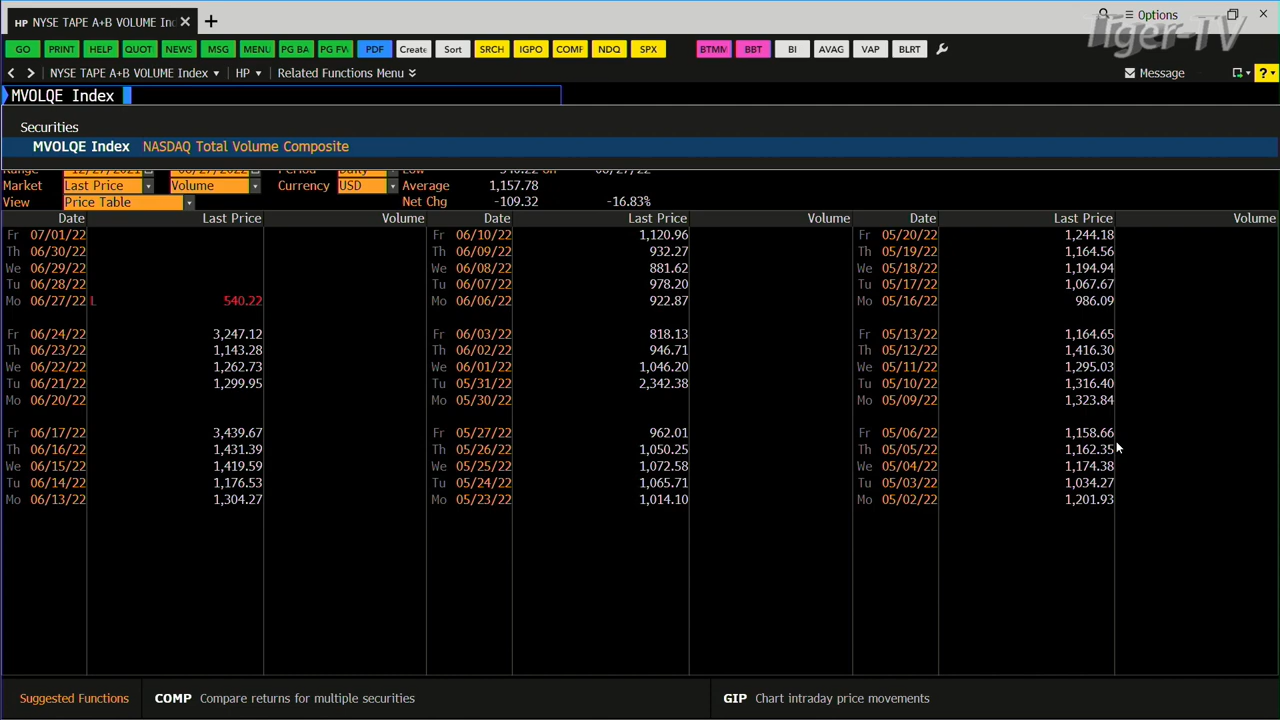 HP NYSE TAPE A+B VOLUME In
Options
Tiger-TV
GO PRINT HELP QUOT NEWS MSG MENU PG BA PG FW PDF Create Sort SRCH IGPO COMF NDQ SPX BTMM BBT BI AVAG VAP BLRT
NYSE TAPE A+B VOLUME Index HP Related Functions Menu Message ?
MVOLQE Index
Securities
MVOLQE Index NASDAQ Total Volume Composite
Market Last Price Volume Currency USD Average 1,157.78
View Price Table Net Chg -109.32 -16.83%
Date Last Price Volume Date Last Price Volume Date Last Price Volume
Fr 07/01/22 Fr 06/10/22 1,120.96 Fr 05/20/22 1,244.18
Th 06/30/22 Th 06/09/22 932.27 Th 05/19/22 1,164.56
We 06/29/22 We 06/08/22 881.62 We 05/18/22 1,194.94
Tu 06/28/22 Tu 06/07/22 978.20 Tu 05/17/22 1,067.67
Mo 06/27/22 L 540.22 Mo 06/06/22 922.87 Mo 05/16/22 986.09
Fr 06/24/22 3,247.12 Fr 06/03/22 818.13 Fr 05/13/22 1,164.65
Th 06/23/22 1,143.28 Th 06/02/22 946.71 Th 05/12/22 1,416.30
We 06/22/22 1,262.73 We 06/01/22 1,046.20 We 05/11/22 1,295.03
Tu 06/21/22 1,299.95 Tu 05/31/22 2,342.38 Tu 05/10/22 1,316.40
Mo 06/20/22 Mo 05/30/22 Mo 05/09/22 1,323.84
Fr 06/17/22 3,439.67 Fr 05/27/22 962.01 Fr 05/06/22 1,158.66
Th 06/16/22 1,431.39 Th 05/26/22 1,050.25 Th 05/05/22 1,162.35
We 06/15/22 1,419.59 We 05/25/22 1,072.58 We 05/04/22 1,174.38
Tu 06/14/22 1,176.53 Tu 05/24/22 1,065.71 Tu 05/03/22 1,034.27
Mo 06/13/22 1,304.27 Mo 05/23/22 1,014.10 Mo 05/02/22 1,201.93
Suggested Functions COMP Compare returns for multiple securities GIP Chart intraday price movements